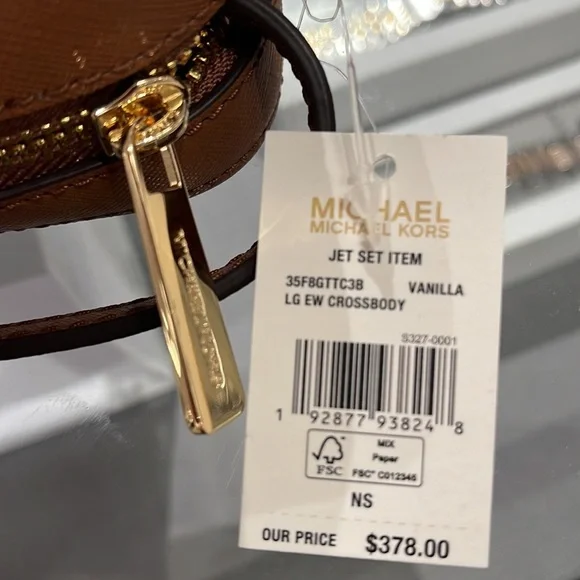 MICHAEL
MICHAEL KORS
JET SET ITEM
35F8GTTC3B VANILLA
LG EW CROSSBODY
S327-0001
1 92877 93824 8
FSC
MIX
Paper
FSC™ C012345
NS
OUR PRICE $378.00